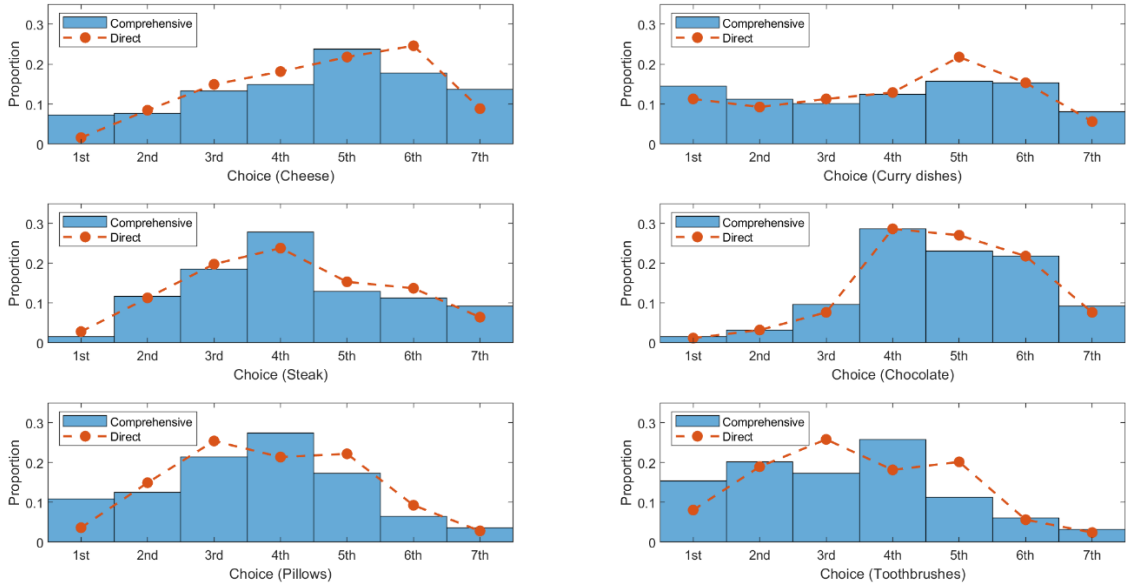 0.3
0.2
0.1
0
Proportion
Comprehensive
Direct
1st 2nd 3rd 4th 5th 6th 7th
Choice (Cheese)
0.3
0.2
0.1
0
Proportion
Comprehensive
Direct
1st 2nd 3rd 4th 5th 6th 7th
Choice (Curry dishes)
0.3
0.2
0.1
0
Proportion
Comprehensive
Direct
1st 2nd 3rd 4th 5th 6th 7th
Choice (Steak)
0.3
0.2
0.1
0
Proportion
Comprehensive
Direct
1st 2nd 3rd 4th 5th 6th 7th
Choice (Chocolate)
0.3
0.2
0.1
0
Proportion
Comprehensive
Direct
1st 2nd 3rd 4th 5th 6th 7th
Choice (Pillows)
0.3
0.2
0.1
0
Proportion
Comprehensive
Direct
1st 2nd 3rd 4th 5th 6th 7th
Choice (Toothbrushes)